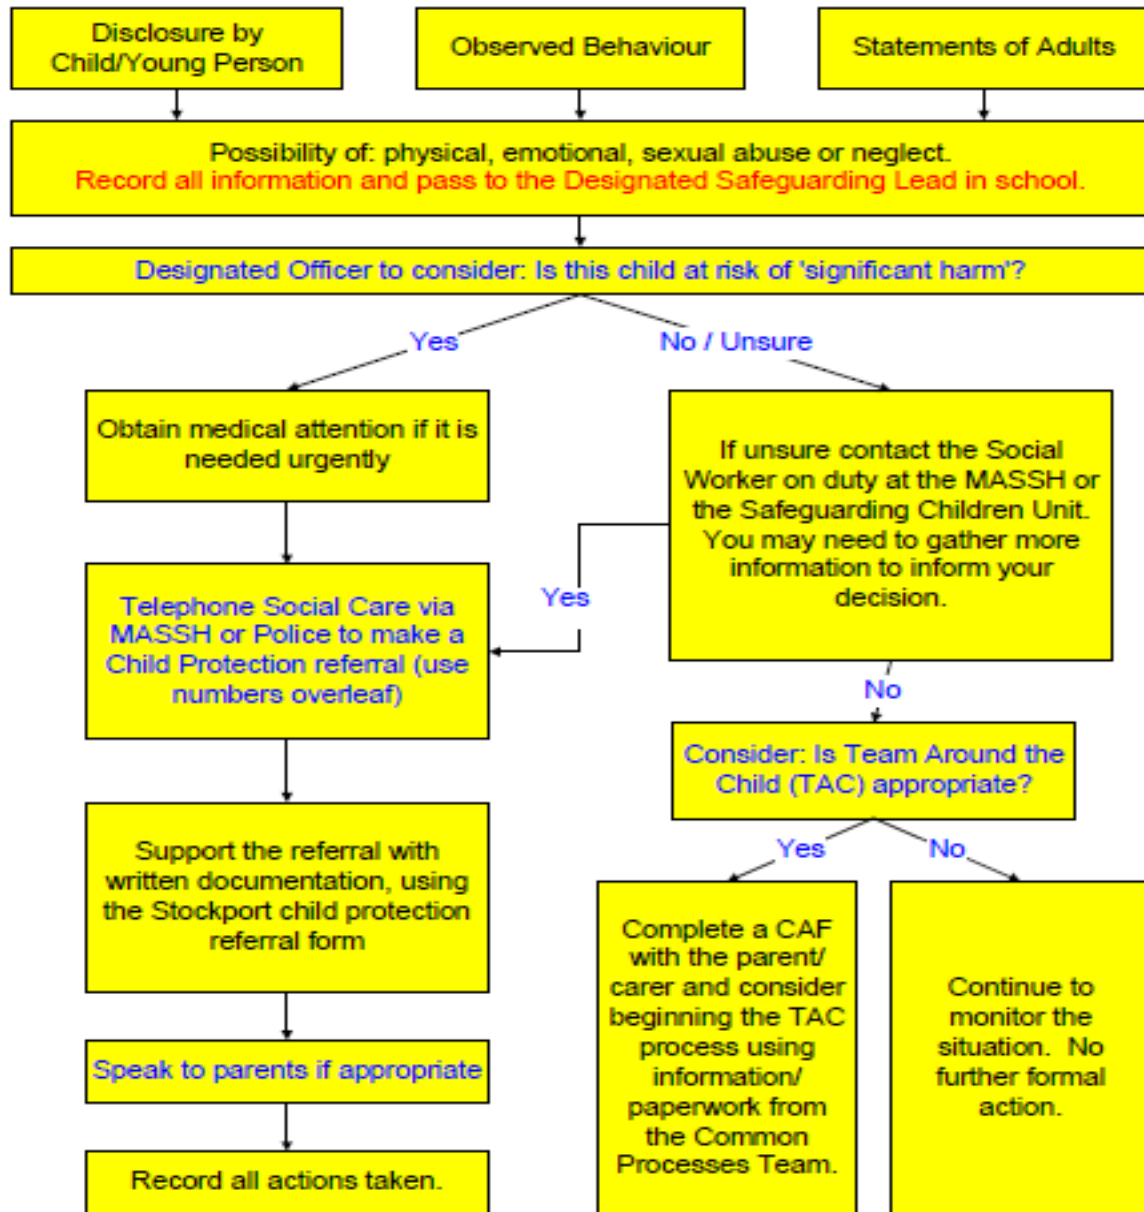 Disclosure by
Child/Young Person
Observed Behaviour
Statements of Adults
Possibility of: physical, emotional, sexual abuse or neglect.
Record all information and pass to the Designated Safeguarding Lead in school.
Designated Officer to consider: Is this child at risk of 'significant harm'?
Yes
No / Unsure
Obtain medical attention if it is
needed urgently
If unsure contact the Social
Worker on duty at the MASSH or
the Safeguarding Children Unit.
You may need to gather more
information to inform your
decision.
Yes
Telephone Social Care via
MASSH or Police to make a
Child Protection referral (use
numbers overleaf)
No
Consider: Is Team Around the
Child (TAC) appropriate?
Yes
No
Support the referral with
written documentation, using
the Stockport child protection
referral form
Complete a CAF
with the parent/
carer and consider
beginning the TAC
process using
information/
paperwork from
the Common
Processes Team.
Continue to
monitor the
situation.  No
further formal
action.
Speak to parents if appropriate
Record all actions taken.